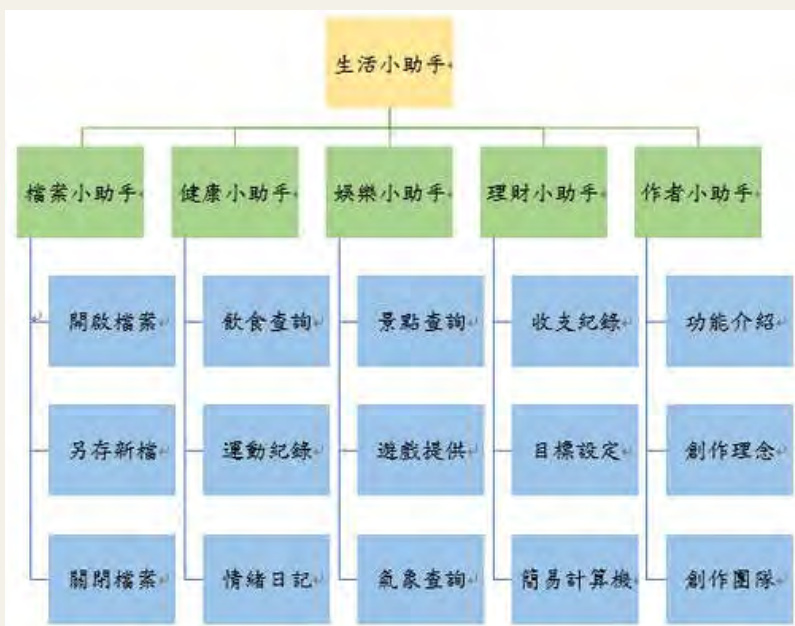 生活小助手
檔案小助手
健康小助手
娛樂小助手
理財小助手
作者小助手
開啟檔案
飲食查詢
景點查詢
收支紀錄
功能介紹
另存新檔
運動紀錄
遊戲提供
目標設定
創作理念
關閉檔案
情緒日記
氣象查詢
簡易計算機
創作團隊